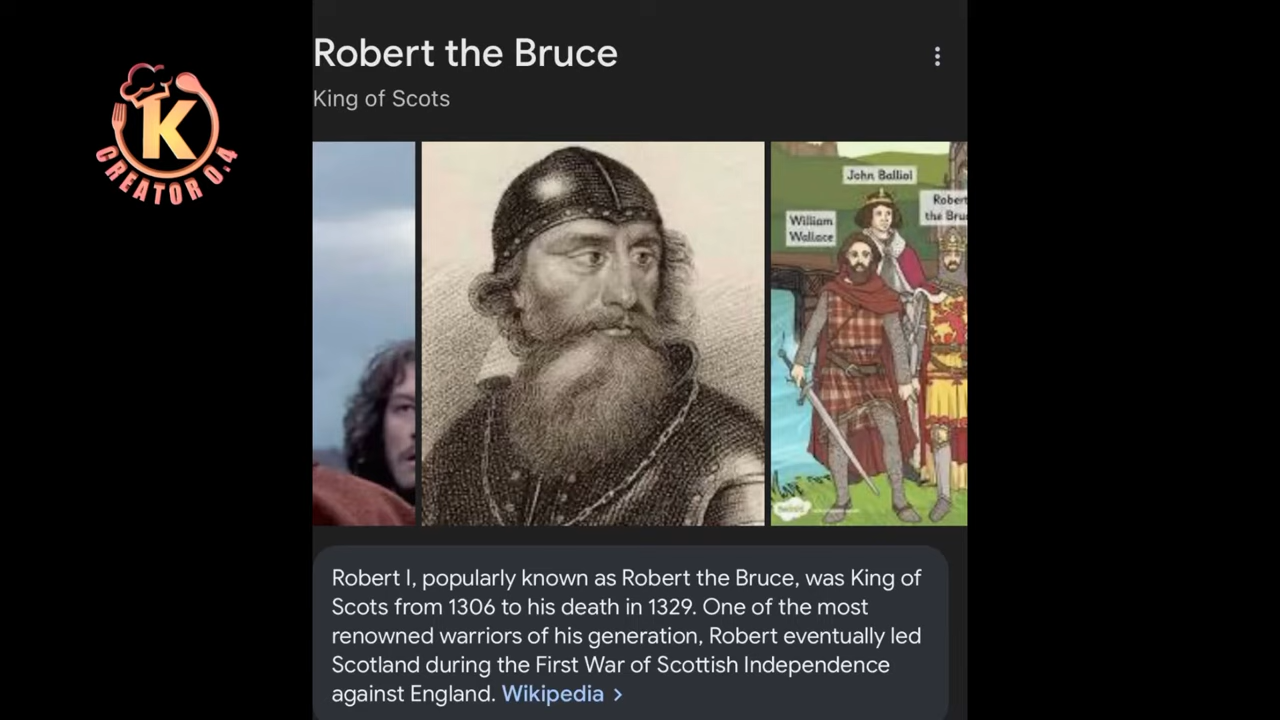 Robert the Bruce
King of Scots
K
CREATOR 0.4
John Balliol
William
Wallace
Robert
Robert I, popularly known as Robert the Bruce, was King of
Scots from 1306 to his death in 1329. One of the most
renowned warriors of his generation, Robert eventually led
Scotland during the First War of Scottish Independence
against England. Wikipedia >